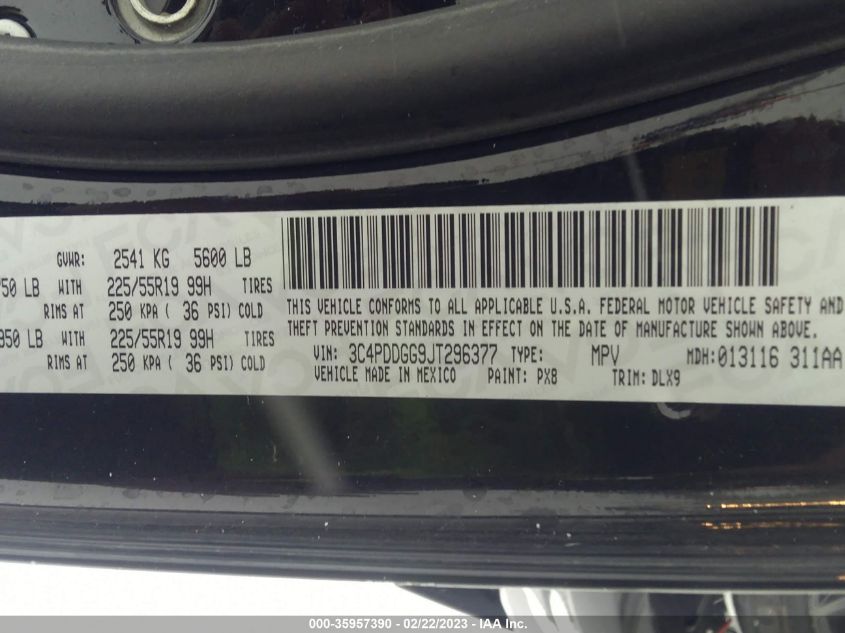 GVWR: 2541 KG 5600 LB
750 LB WITH 225/55R19 99H TIRES
RIMS AT 250 KPA ( 36 PSI) COLD
950 LB WITH 225/55R19 99H TIRES
RIMS AT 250 KPA ( 36 PSI) COLD
THIS VEHICLE CONFORMS TO ALL APPLICABLE U.S.A. FEDERAL MOTOR VEHICLE SAFETY AND
THEFT PREVENTION STANDARDS IN EFFECT ON THE DATE OF MANUFACTURE SHOWN ABOVE.
VIN: 3C4PDDGG9JT296377 TYPE: MPV MDH:013116 311AA
VEHICLE MADE IN MEXICO PAINT: PX8 TRIM: DLX9
000-35957390 - 02/22/2023 - IAA Inc.